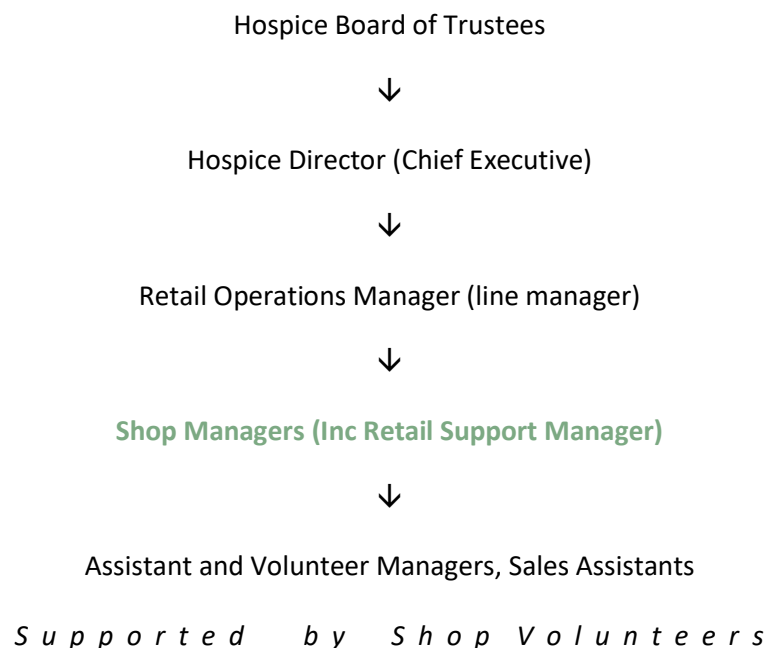 Hospice Board of Trustees
↓
Hospice Director (Chief Executive)
↓
Retail Operations Manager (line manager)
↓
Shop Managers (Inc Retail Support Manager)
↓
Assistant and Volunteer Managers, Sales Assistants
Supported by Shop Volunteers